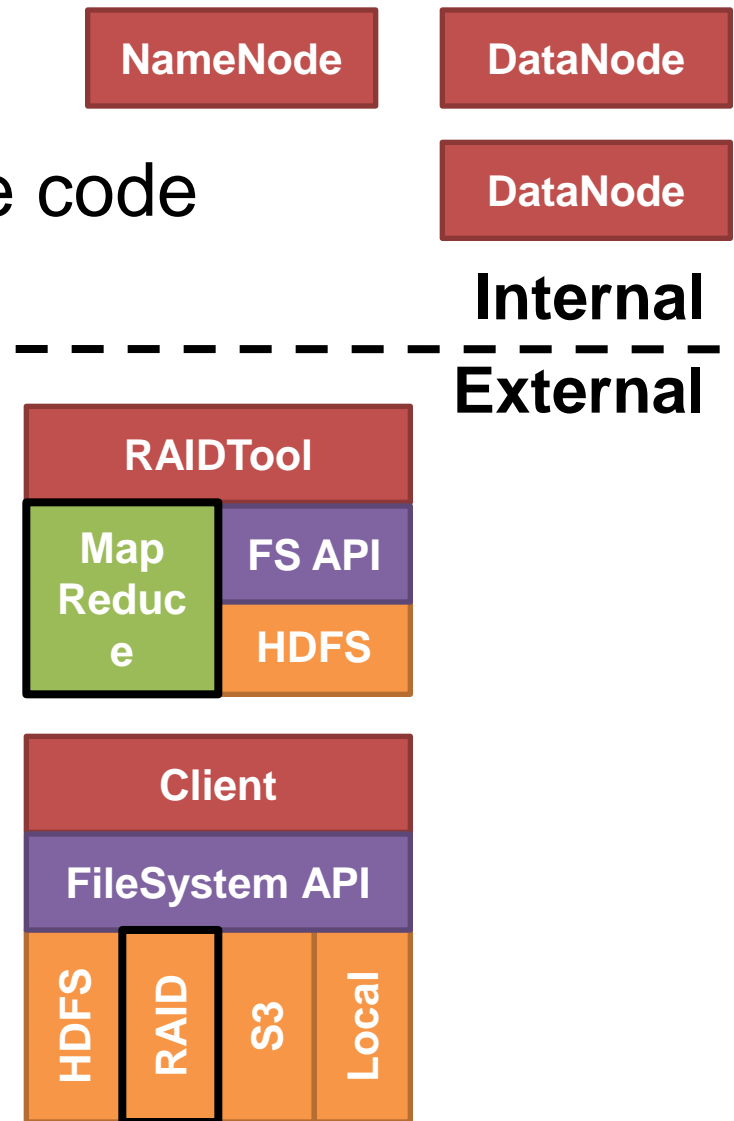 NameNode
DataNode
e code
DataNode
Internal
External
RAIDTool
Map
Reduc
e
FS API
HDFS
Client
FileSystem API
HDFS
RAID
S3
Local